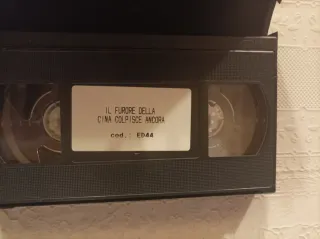 IL FURORE DELLA
CINA COLPISCE ANCORA
cod.: ED44